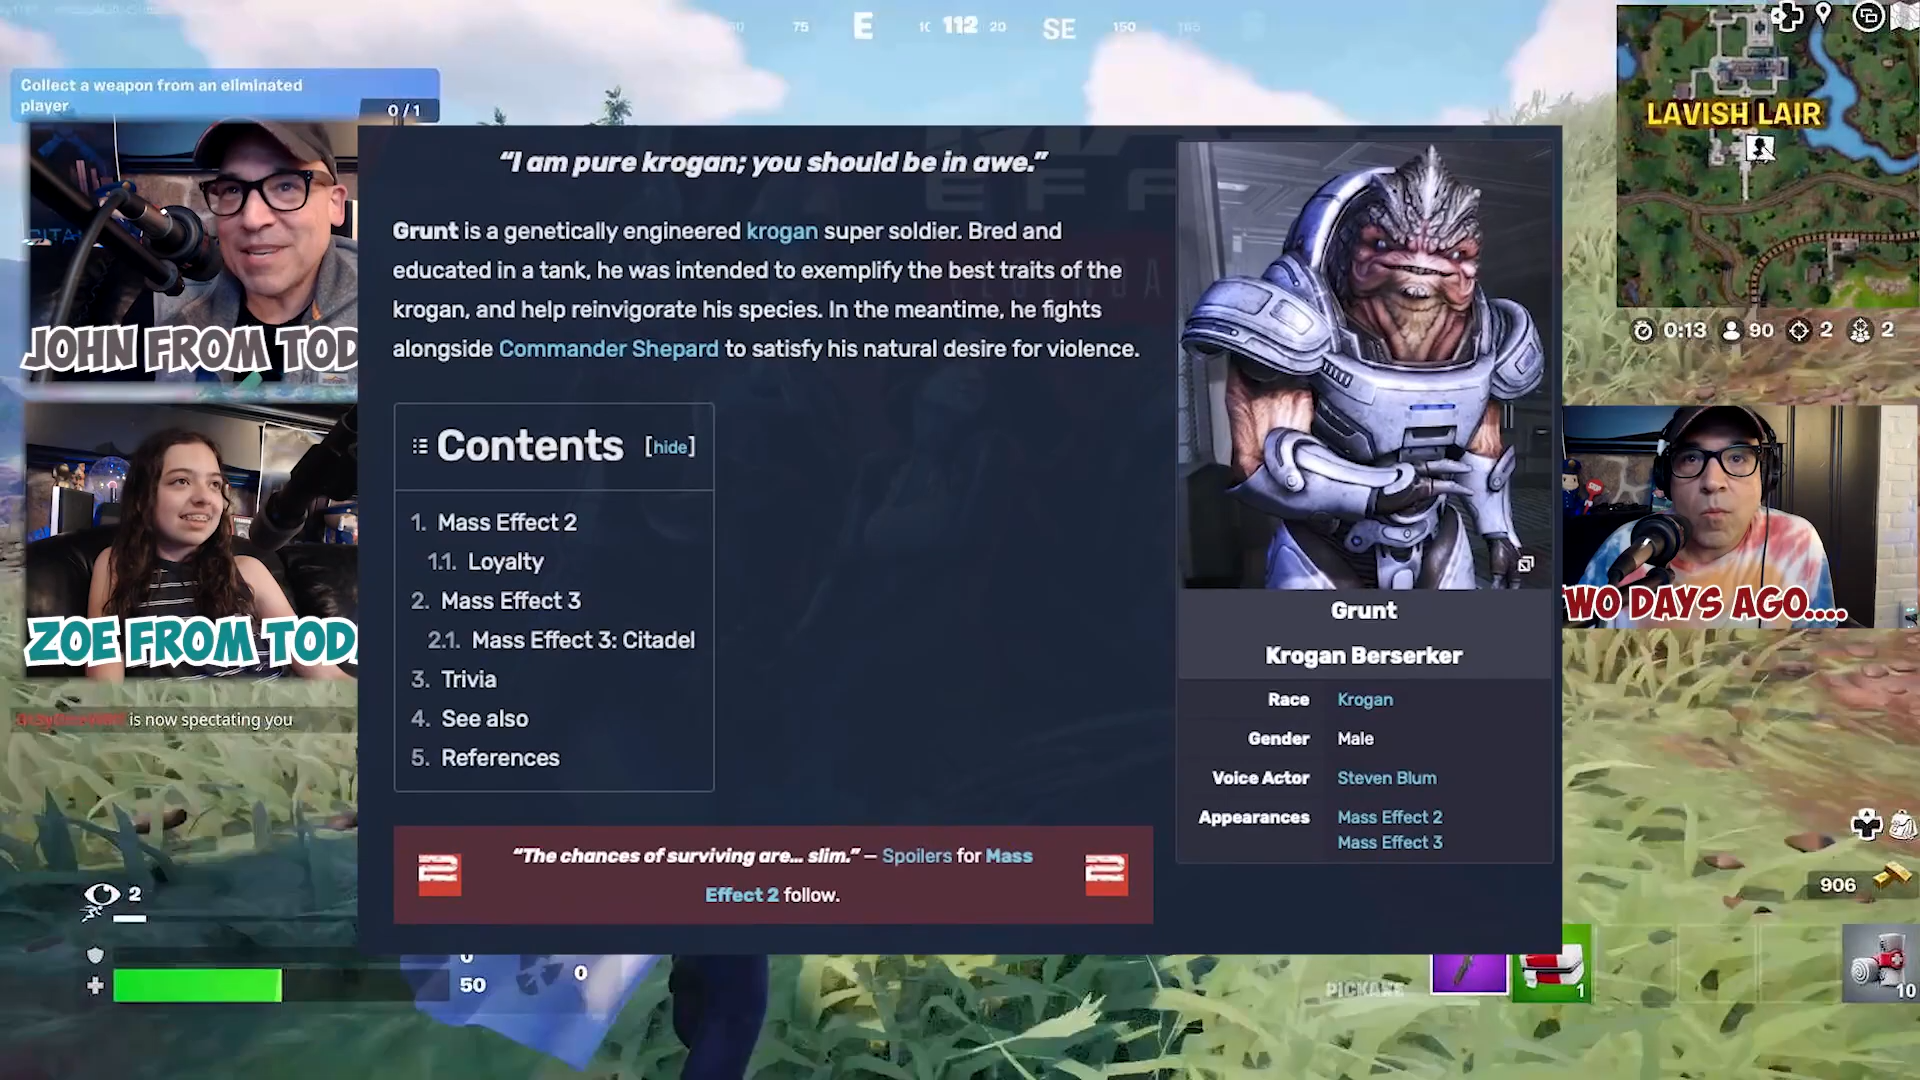 E
75
10
112
20
SE
150
165
Collect a weapon from an eliminated
player
0 / 1
LAVISH LAIR
0:13
90
2
2
“I am pure krogan; you should be in awe.”
Grunt is a genetically engineered krogan super soldier. Bred and
educated in a tank, he was intended to exemplify the best traits of the
krogan, and help reinvigorate his species. In the meantime, he fights
alongside Commander Shepard to satisfy his natural desire for violence.
JOHN FROM TOD
Contents [hide]
1. Mass Effect 2
1.1. Loyalty
2. Mass Effect 3
2.1. Mass Effect 3: Citadel
3. Trivia
4. See also
5. References
ZOE FROM TOD
WO DAYS AGO....
Grunt
Krogan Berserker
Race Krogan
Gender Male
Voice Actor Steven Blum
Appearances Mass Effect 2
Mass Effect 3
is now spectating you
“The chances of surviving are... slim.” – Spoilers for Mass
Effect 2 follow.
2
906
0
50
0
PICKAXE
1
10